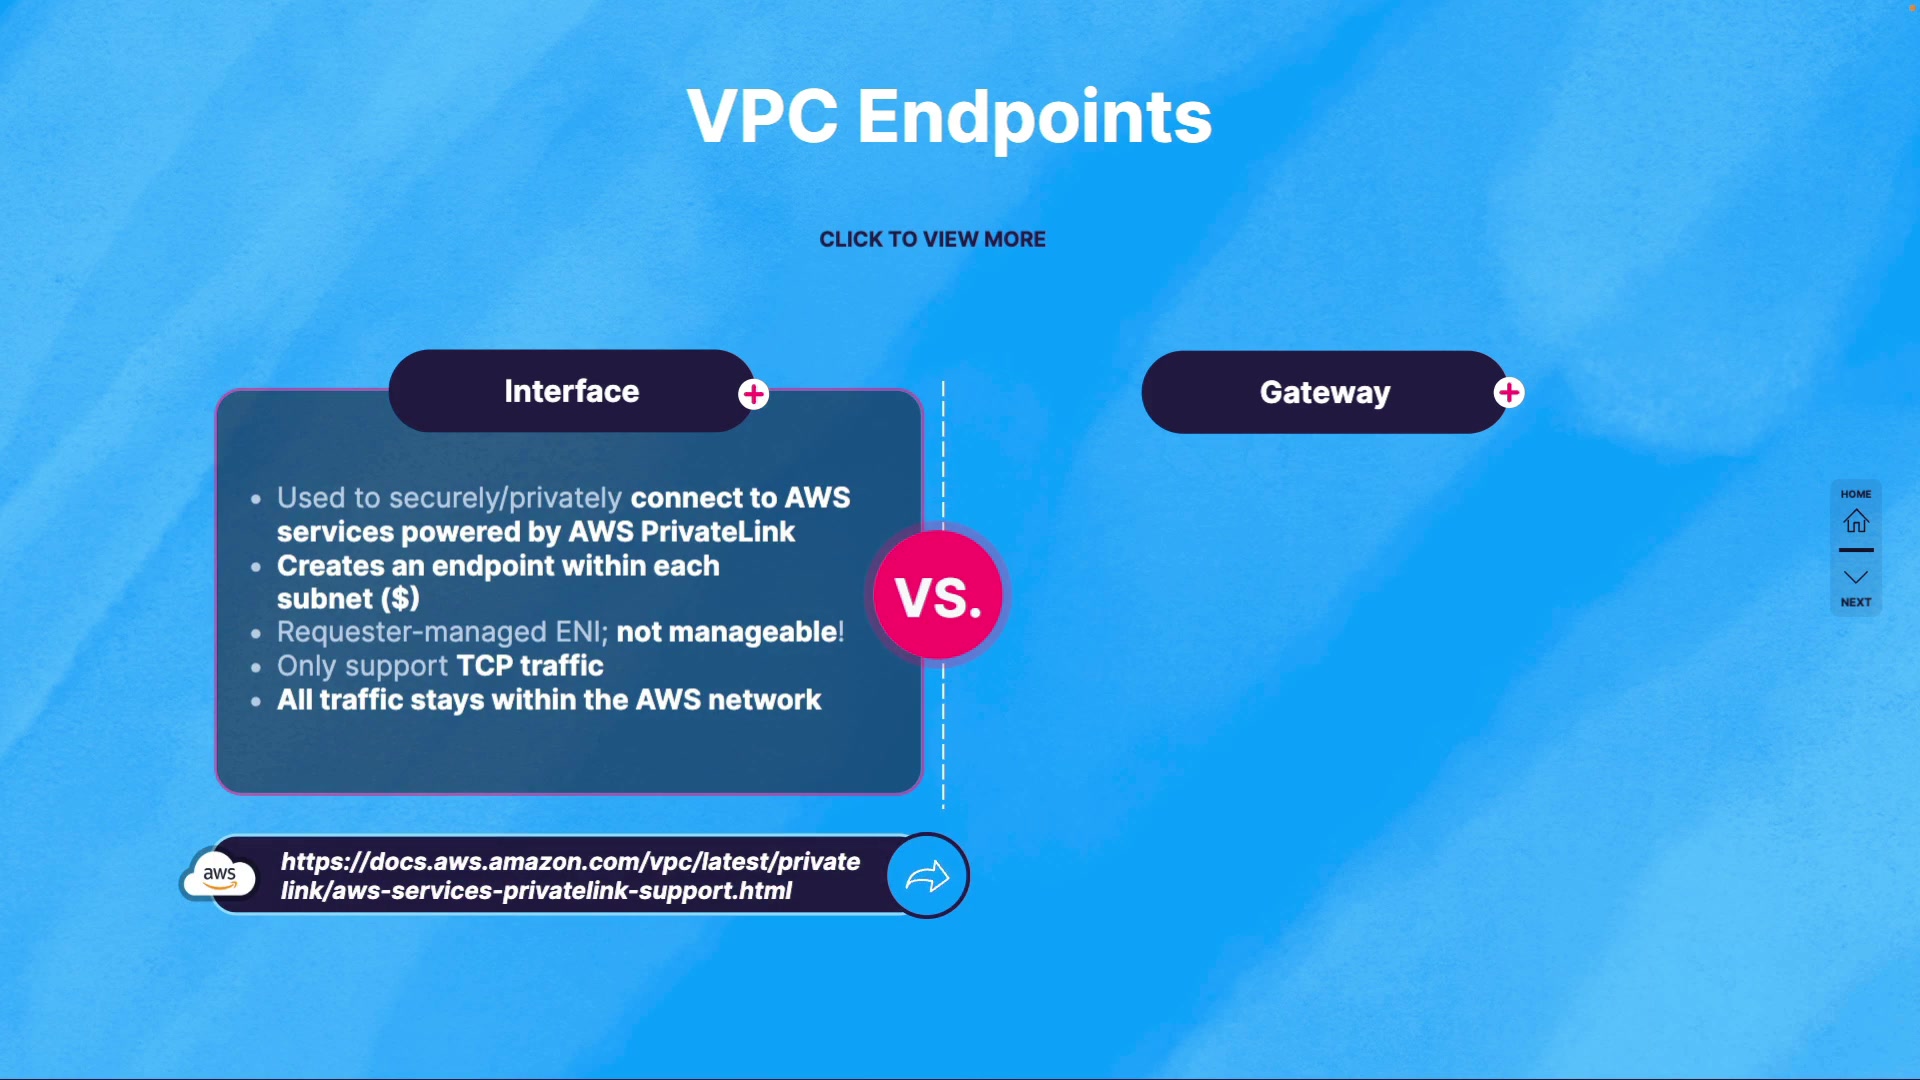 VPC Endpoints
CLICK TO VIEW MORE
Interface
• Used to securely/privately connect to AWS
services powered by AWS PrivateLink
• Creates an endpoint within each
subnet ($)
• Requester-managed ENI; not manageable!
• Only support TCP traffic
• All traffic stays within the AWS network
VS.
Gateway
aws
https://docs.aws.amazon.com/vpc/latest/private
link/aws-services-privatelink-support.html
HOME
NEXT